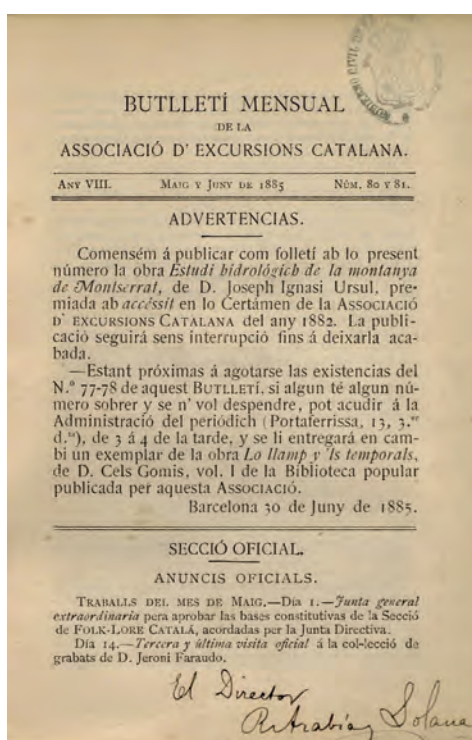 BUTLLETÍ MENSUAL
DE LA
ASSOCIACIÓ D' EXCURSIONS CATALANA.
ANY VIII. MAIG Y JUNY DE 1885 NÚM. 80 Y 81.
ADVERTENCIAS.
Comensém á publicar com folletí ab lo present
número la obra Estudi hidrológich de la montanya
de Montserrat, de D. Joseph Ignasi Ursul, pre-
miada ab accéssit en lo Certámen de la ASSOCIACIÓ
D' EXCURSIONS CATALANA del any 1882. La publi-
cació seguirá sens interrupció fins á deixarla aca-
bada.
—Estant próximas á agotarse las existencias del
N.º 77-78 de aquest BUTLLETÍ, si algun té algun nú-
mero sobrer y se n' vol despendre, pot acudir á la
Administració del periódich (Portaferrissa, 13, 3.er
d.a), de 3 á 4 de la tarde, y se li entregará en cam-
bi un exemplar de la obra Lo llamp y 'ls temporals,
de D. Cels Gomis, vol. I de la Biblioteca popular
publicada per aquesta ASSOCIACIÓ.
Barcelona 30 de Juny de 1885.
SECCIÓ OFICIAL.
ANUNCIS OFICIALS.
TRABALLS DEL MES DE MAIG.—Día 1.—Junta general
extraordinaria pera aprobar las bases constitutivas de la Secció
de FOLK-LORE CATALÁ, acordadas per la Junta Directiva.
Día 14.—Tercera y última visita oficial á la col-lecció de
grabats de D. Jeroni Faraudo.
El Director
R. Arabía y Solana